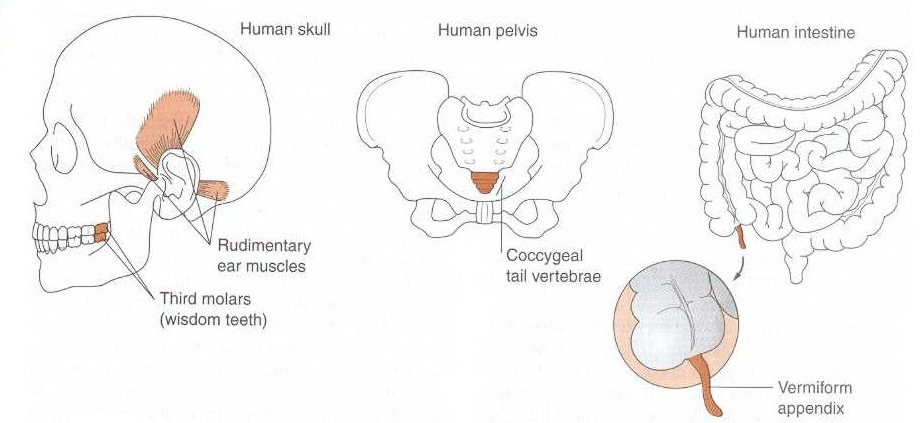 Human skull
Human pelvis
Human intestine
Rudimentary
ear muscles
Third molars
(wisdom teeth)
Coccygeal
tail vertebrae
Vermiform
appendix